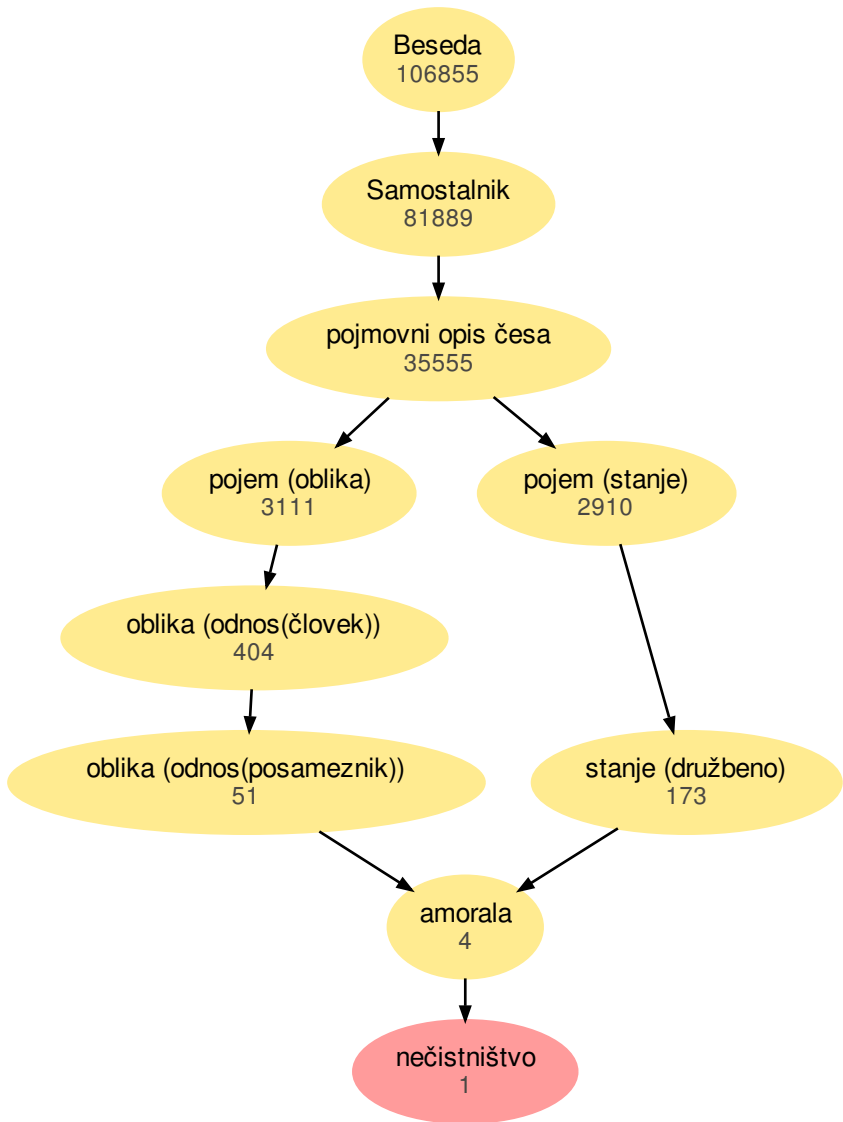 Beseda
106855
Samostalnik
81889
pojmovni opis česa
35555
pojem (oblika)
3111
pojem (stanje)
2910
oblika (odnos(človek))
404
oblika (odnos(posameznik))
51
stanje (družbeno)
173
amorala
4
nečistništvo
1